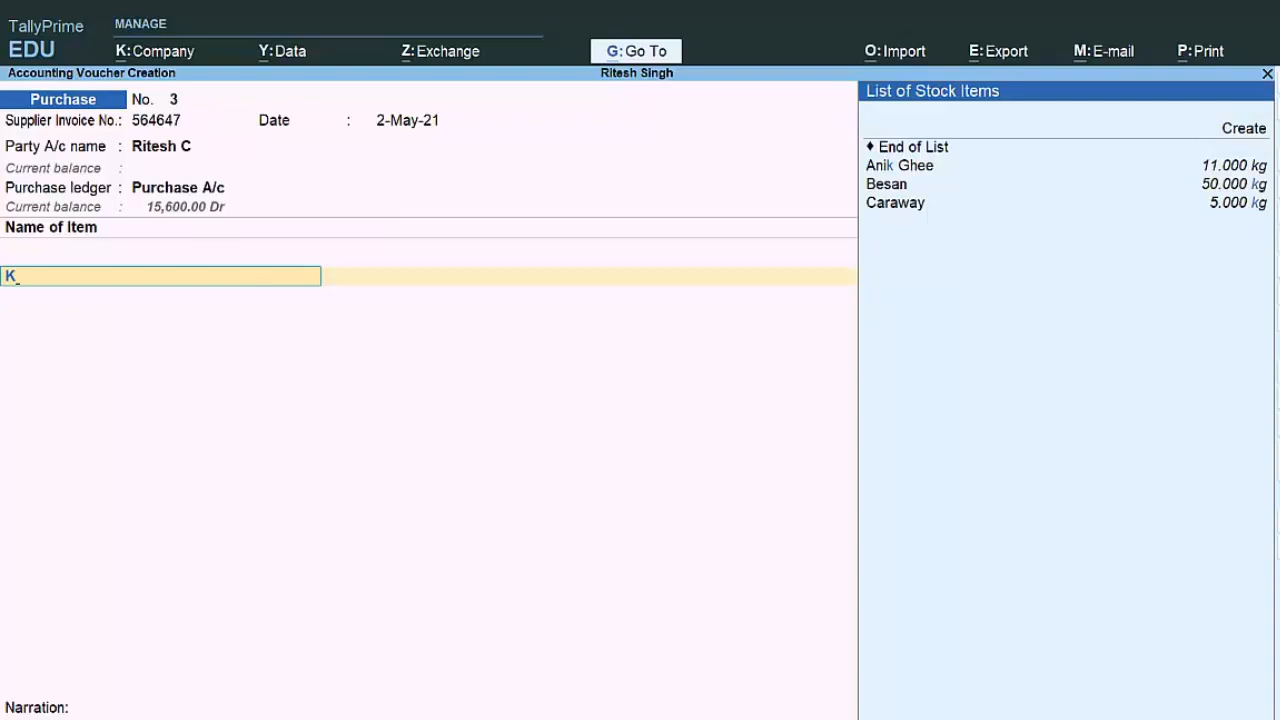 TallyPrime MANAGE
EDU K:Company Y:Data Z:Exchange G:Go To O:Import E:Export M:E-mail P:Print
Accounting Voucher Creation Ritesh Singh
Purchase No. 3
Supplier Invoice No.: 564647 Date : 2-May-21
Party A/c name : Ritesh C
Current balance :
Purchase ledger : Purchase A/c
Current balance : 15,600.00 Dr
Name of Item
K
List of Stock Items
Create
♦ End of List
Anik Ghee 11.000 kg
Besan 50.000 kg
Caraway 5.000 kg
Narration: